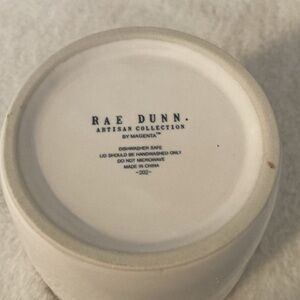 RAE DUNN.
ARTISAN COLLECTION
BY MAGENTA™
DISHWASHER SAFE
LID SHOULD BE HANDWASHED ONLY
DO NOT MICROWAVE
MADE IN CHINA
-202-